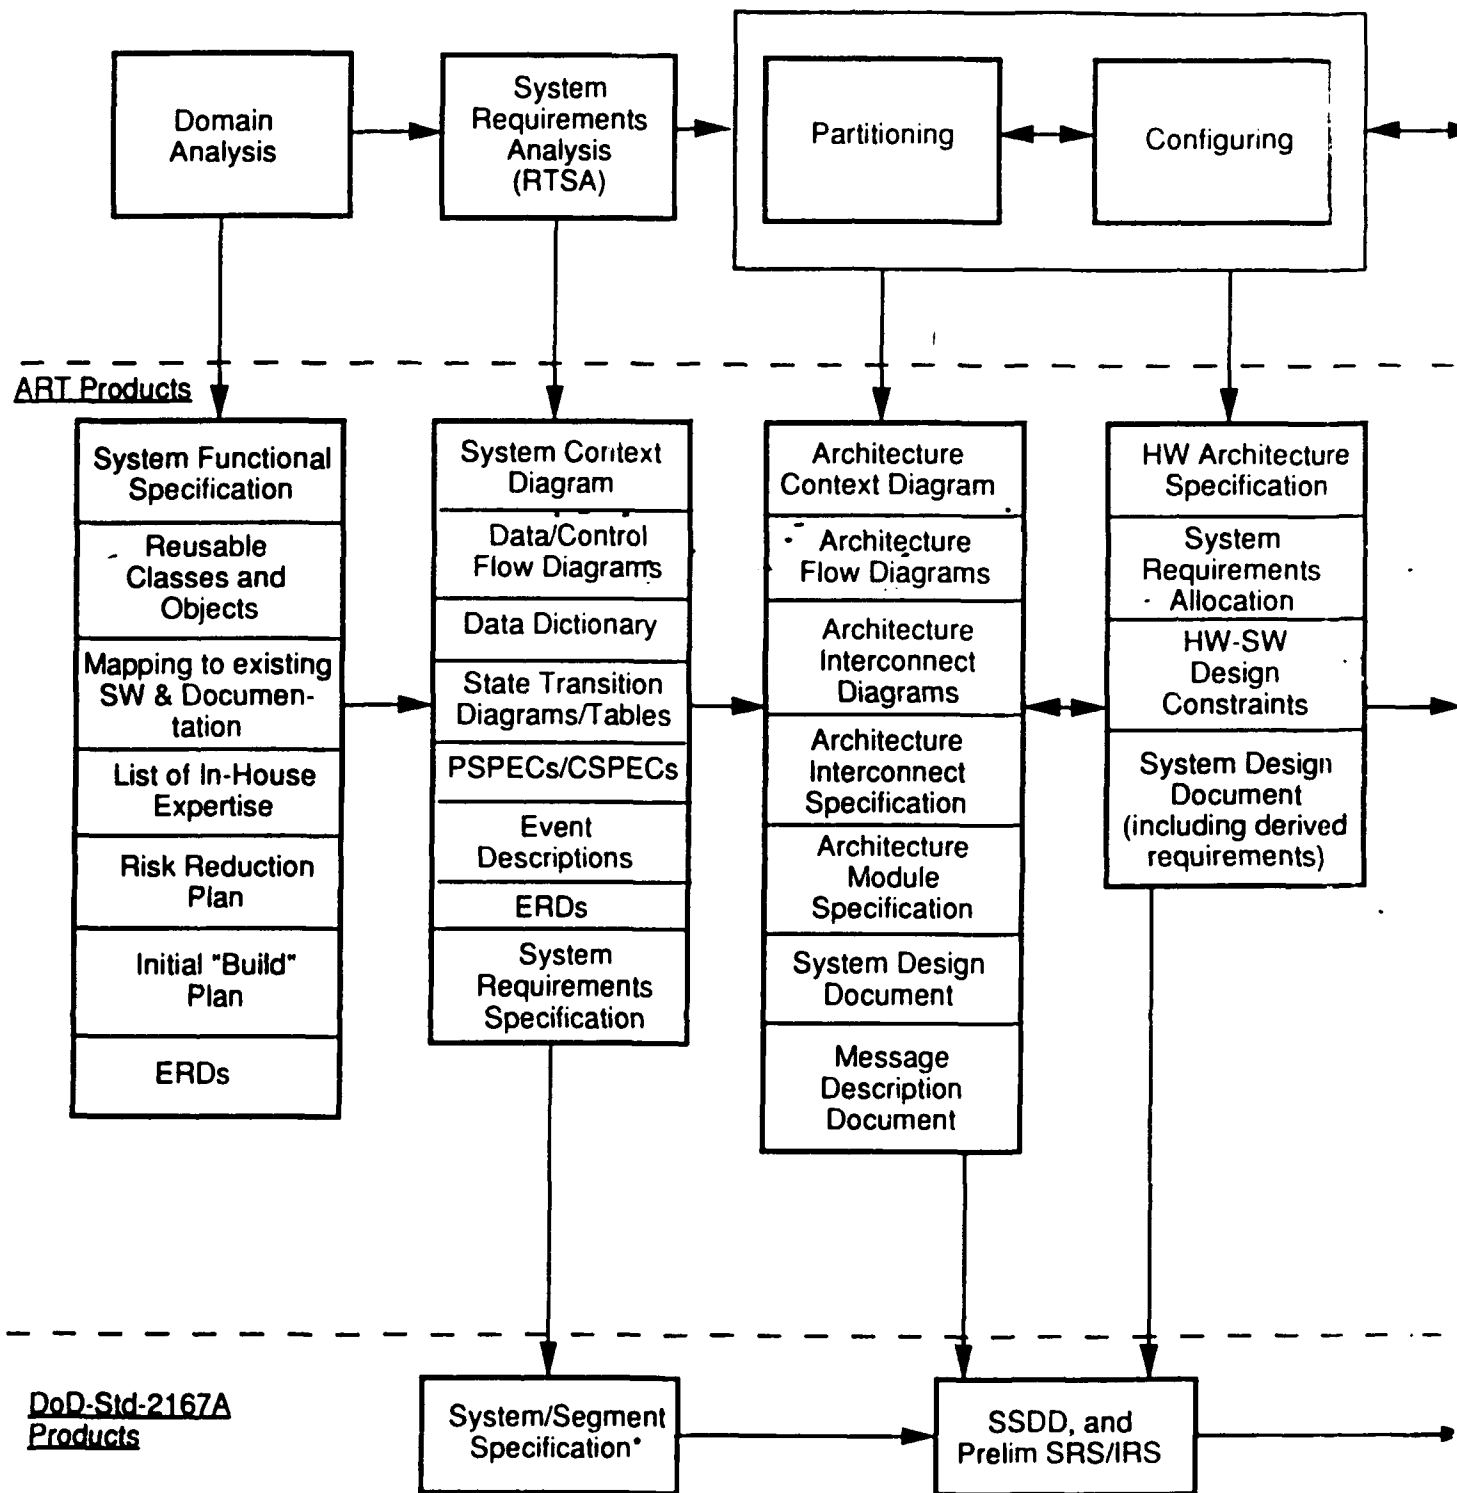 Domain
Analysis
System
Requirements
Analysis
(RTSA)
Partitioning
Configuring
ART Products
System Functional
Specification
Reusable
Classes and
Objects
Mapping to existing
SW & Documen-
tation
List of In-House
Expertise
Risk Reduction
Plan
Initial "Build"
Plan
ERDs
System Context
Diagram
Data/Control
Flow Diagrams
Data Dictionary
State Transition
Diagrams/Tables
PSPECs/CSPECs
Event
Descriptions
ERDs
System
Requirements
Specification
Architecture
Context Diagram
Architecture
Flow Diagrams
Architecture
Interconnect
Diagrams
Architecture
Interconnect
Specification
Architecture
Module
Specification
System Design
Document
Message
Description
Document
HW Architecture
Specification
System
Requirements
Allocation
HW-SW
Design
Constraints
System Design
Document
(including derived
requirements)
DoD-Std-2167A
Products
System/Segment
Specification*
SSDD, and
Prelim SRS/IRS